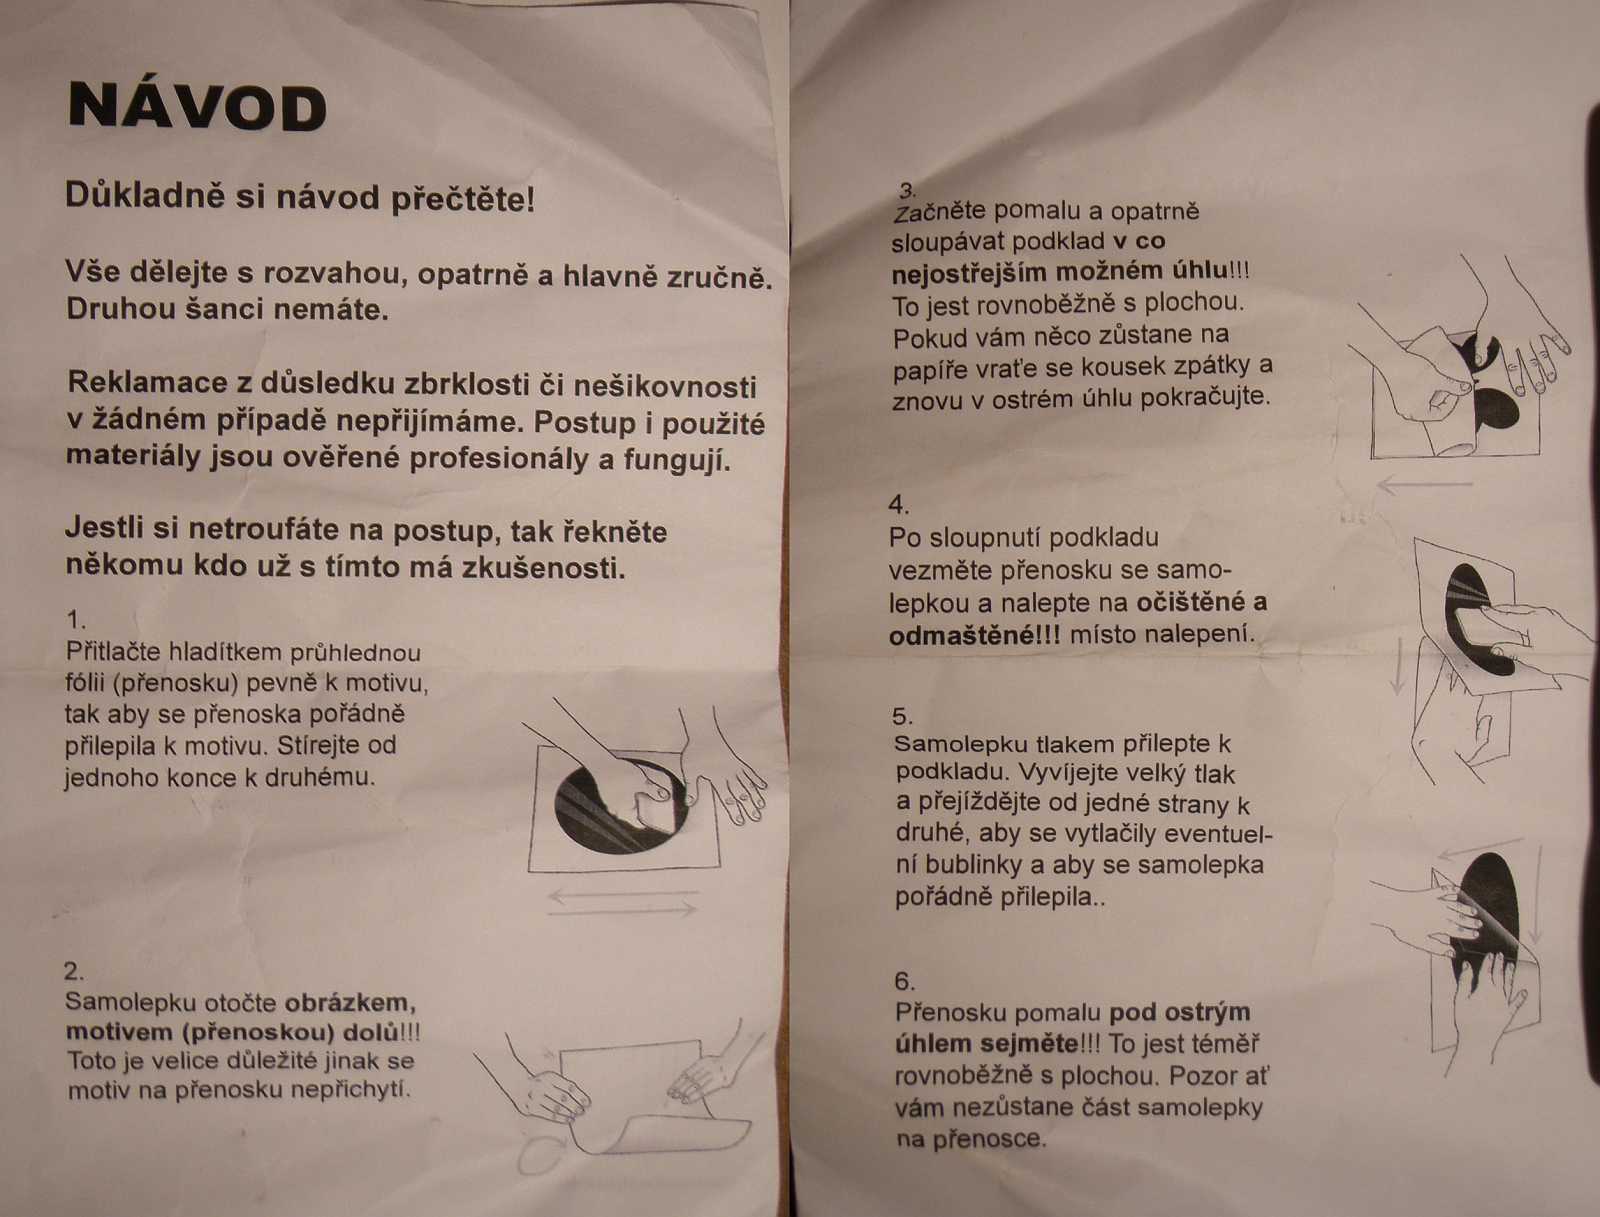 NÁVOD
Důkladně si návod přečtěte!
Vše dělejte s rozvahou, opatrně a hlavně zručně.
Druhou šanci nemáte.
Reklamace z důsledku zbrklosti či nešikovnosti
v žádném případě nepřijímáme. Postup i použité
materiály jsou ověřené profesionály a fungují.
Jestli si netroufáte na postup, tak řekněte
někomu kdo už s tímto má zkušenosti.
1.
Přitlačte hladítkem průhlednou
fólii (přenosku) pevně k motivu,
tak aby se přenoska pořádně
přilepila k motivu. Stírejte od
jednoho konce k druhému.
2.
Samolepku otočte obrázkem,
motivem (přenoskou) dolů!!!
Toto je velice důležité jinak se
motiv na přenosku nepřichytí.
3.
Začněte pomalu a opatrně
sloupávat podklad v co
nejostřejším možném úhlu!!!
To jest rovnoběžně s plochou.
Pokud vám něco zůstane na
papíře vraťe se kousek zpátky a
znovu v ostrém úhlu pokračujte.
4.
Po sloupnutí podkladu
vezměte přenosku se samo-
lepkou a nalepte na očištěné a
odmaštěné!!! místo nalepení.
5.
Samolepku tlakem přilepte k
podkladu. Vyvíjejte velký tlak
a přejíždějte od jedné strany k
druhé, aby se vytlačily eventuel-
ní bublinky a aby se samolepka
pořádně přilepila..
6.
Přenosku pomalu pod ostrým
úhlem sejměte!!! To jest téměř
rovnoběžně s plochou. Pozor ať
vám nezůstane část samolepky
na přenosce.